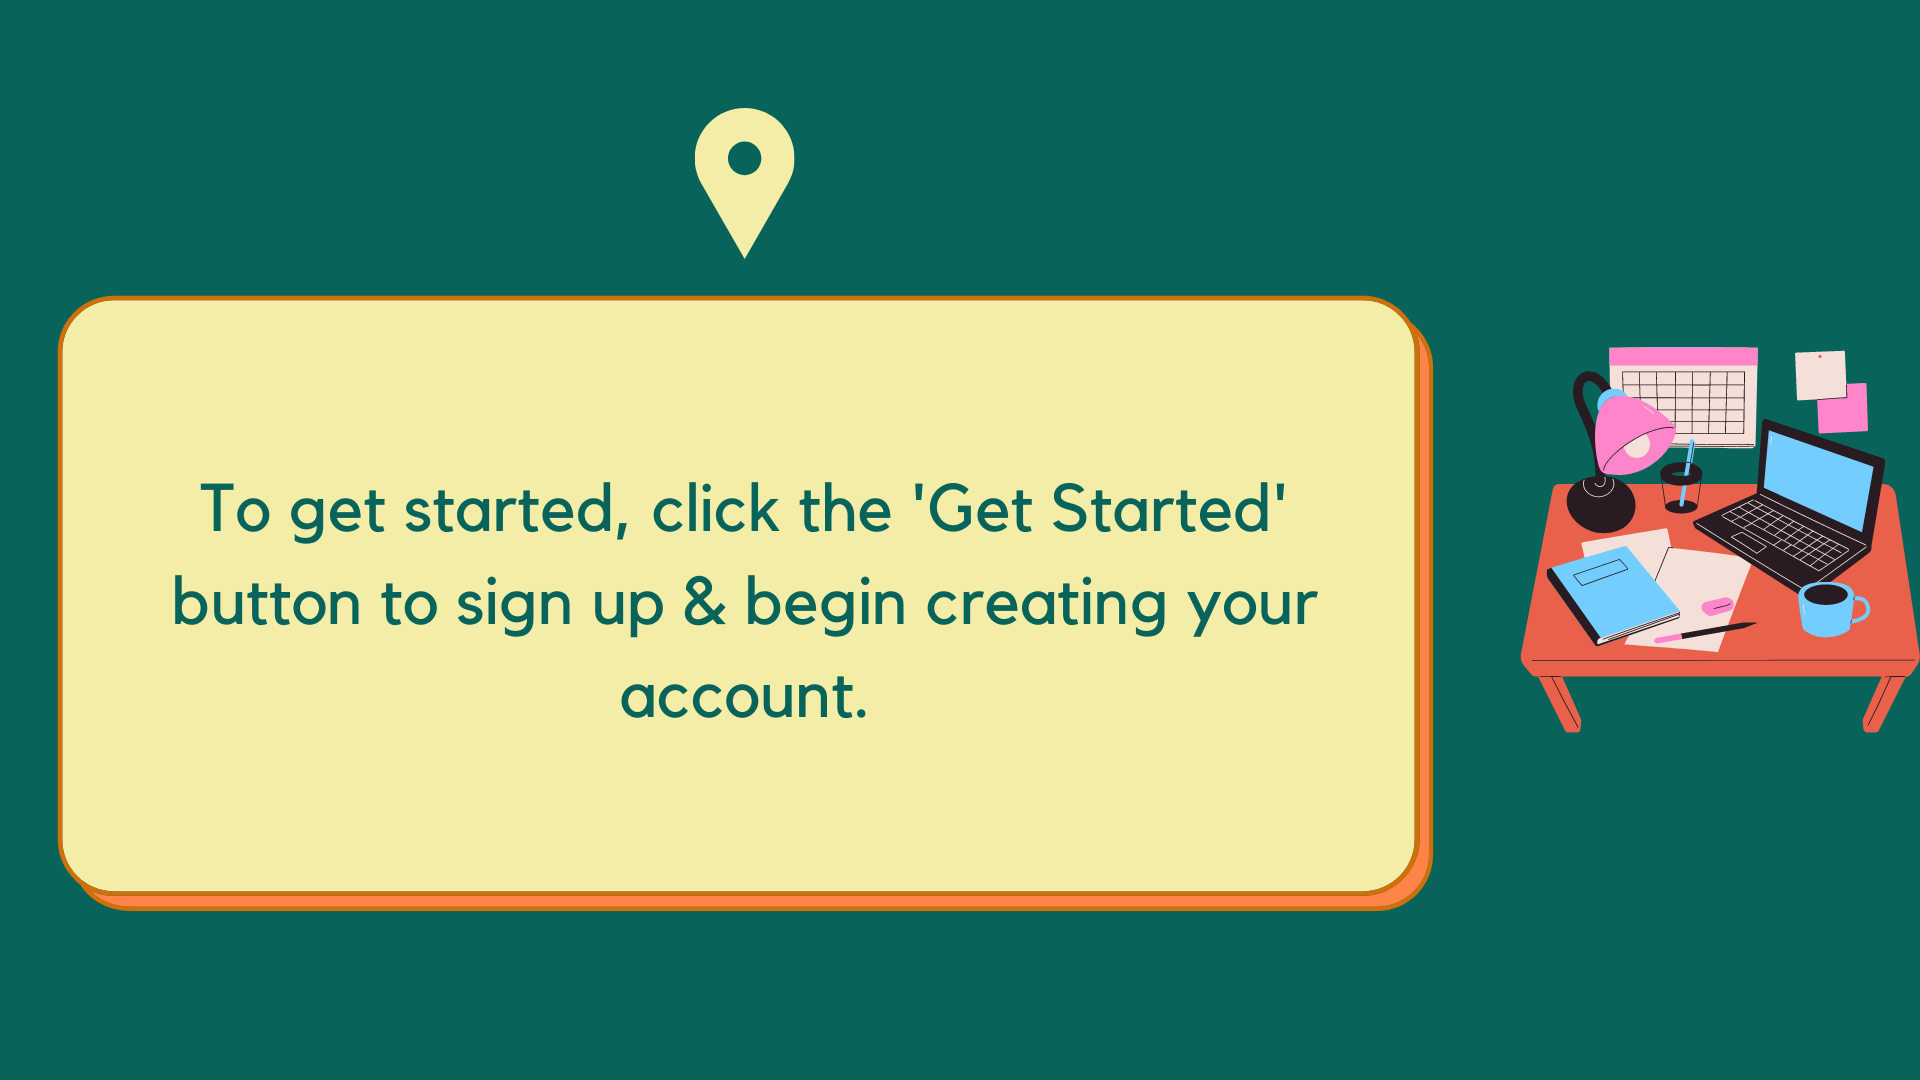 To get started, click the 'Get Started'
button to sign up & begin creating your
account.